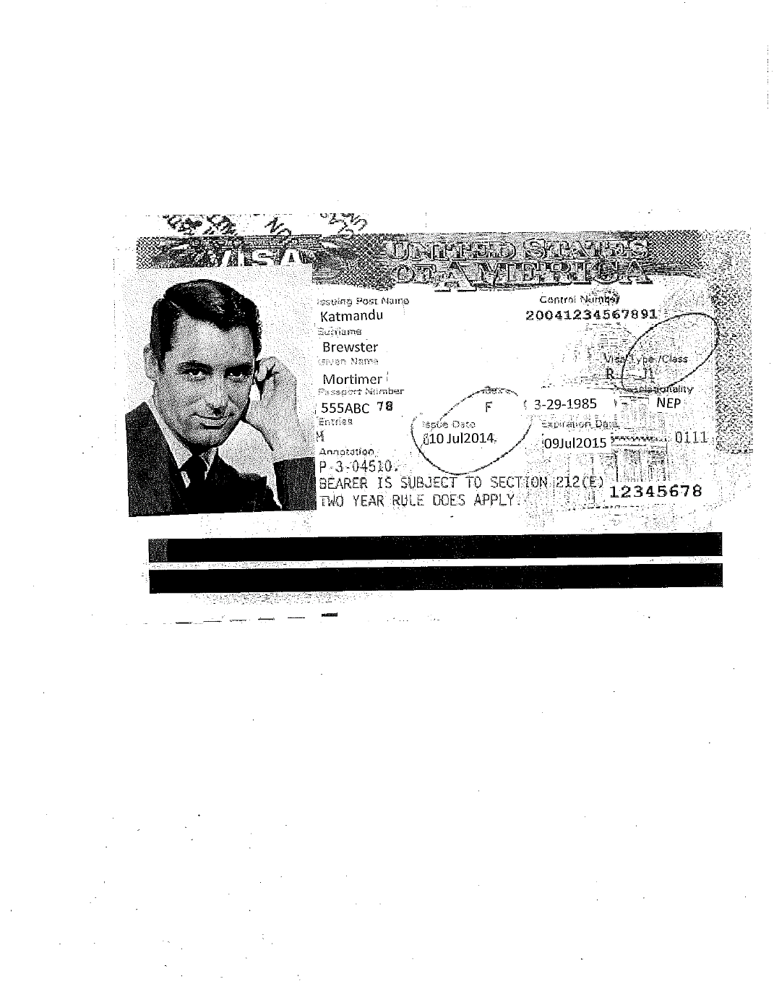 VISA
UNITED STATES
OF AMERICA
Issuing Post Name
Control Number
Katmandu
20041234567891
Surname
Brewster
Given Name
Visa Type /Class
Mortimer
R J1
Passport Number
Sex
Nationality
555ABC 78
F
3-29-1985
NEP
Entries
Issue Date
Expiration Date
M
10 Jul2014
09Jul2015
0111
Annotation
P-3-04510.
BEARER IS SUBJECT TO SECTION 212(E)
12345678
TWO YEAR RULE DOES APPLY.